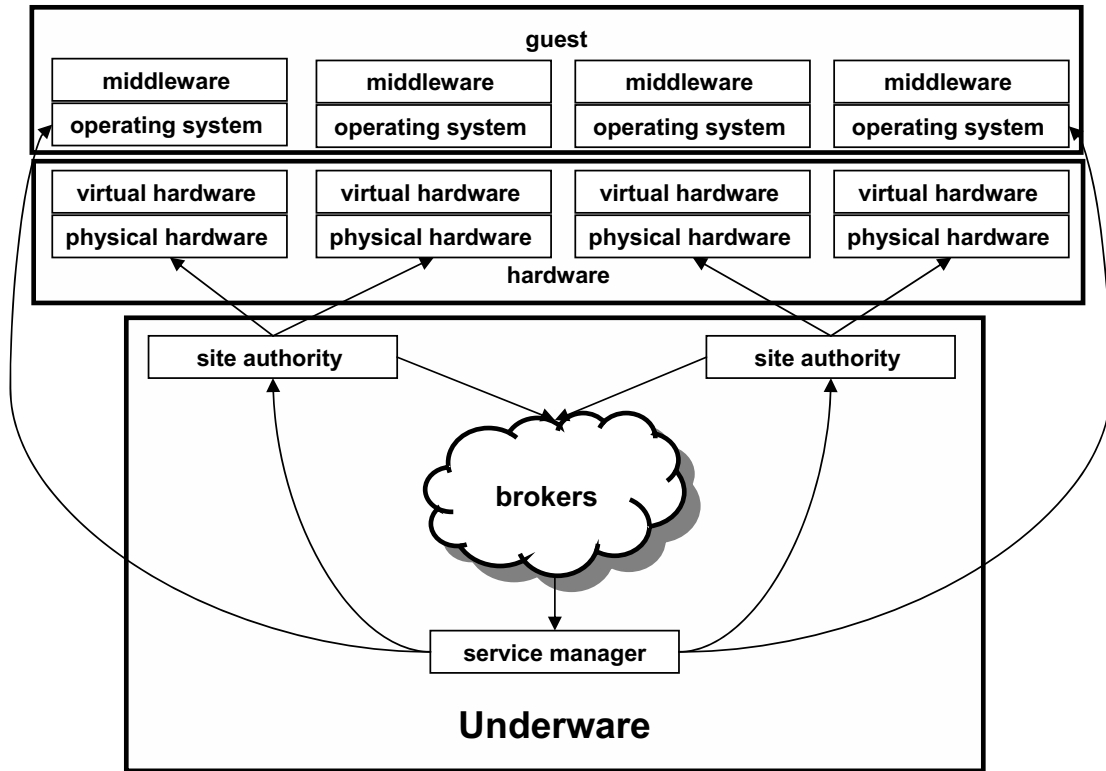 guest
middleware
middleware
middleware
middleware
operating system
operating system
operating system
operating system
virtual hardware
virtual hardware
virtual hardware
virtual hardware
physical hardware
physical hardware
physical hardware
physical hardware
hardware
site authority
site authority
brokers
service manager
Underware